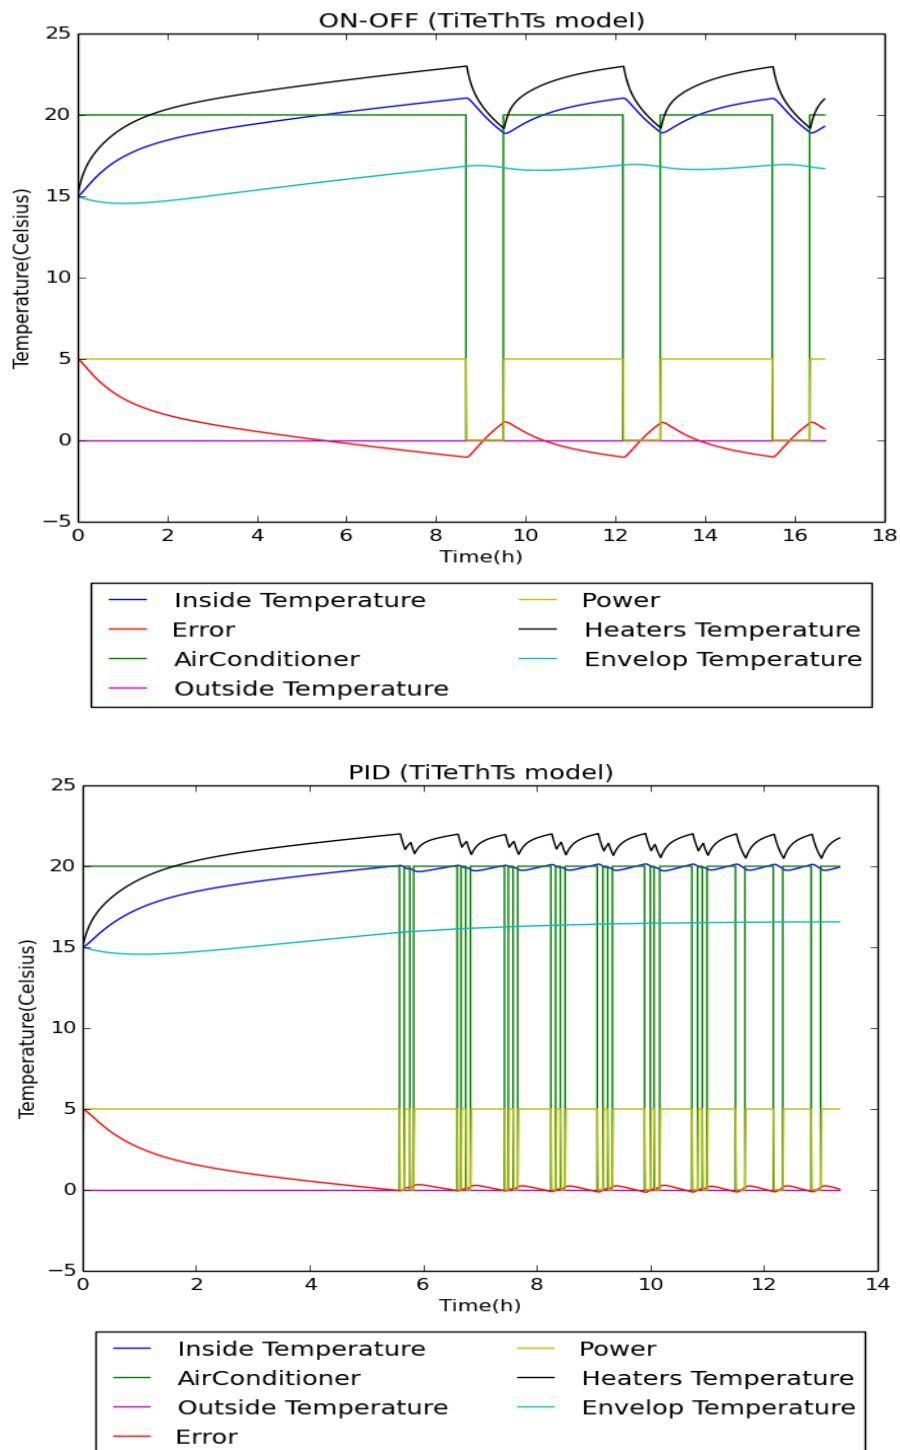 ON-OFF (TiTeThTs model)
25
20
15
10
5
0
−5
Temperature(Celsius)
0 2 4 6 8 10 12 14 16 18
Time(h)
Inside Temperature
Error
AirConditioner
Outside Temperature
Power
Heaters Temperature
Envelop Temperature
PID (TiTeThTs model)
25
20
15
10
5
0
−5
Temperature(Celsius)
0 2 4 6 8 10 12 14
Time(h)
Inside Temperature
AirConditioner
Outside Temperature
Error
Power
Heaters Temperature
Envelop Temperature